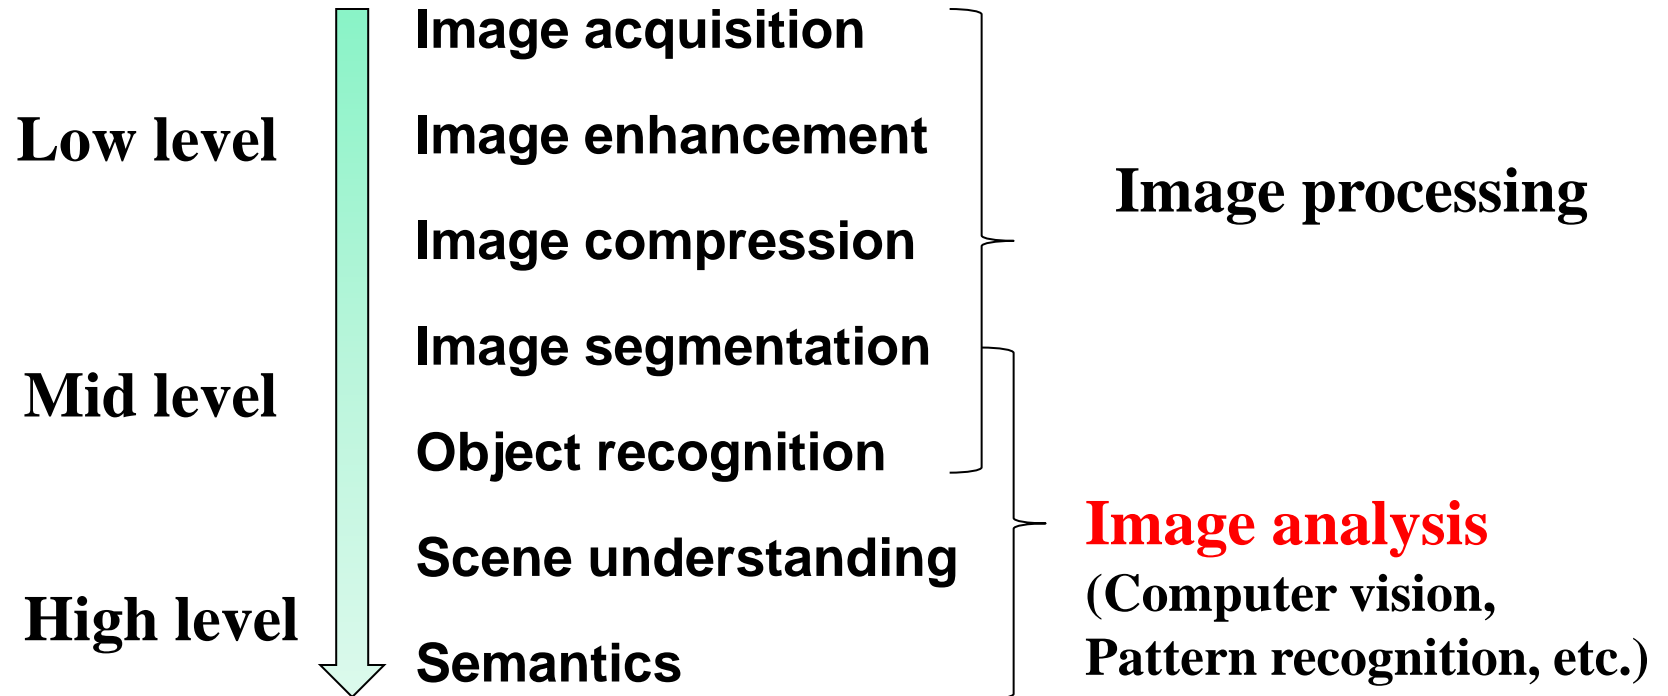 Low level
Mid level
High level
Image acquisition
Image enhancement
Image compression
Image segmentation
Object recognition
Scene understanding
Semantics
Image processing
Image analysis
(Computer vision,
Pattern recognition, etc.)